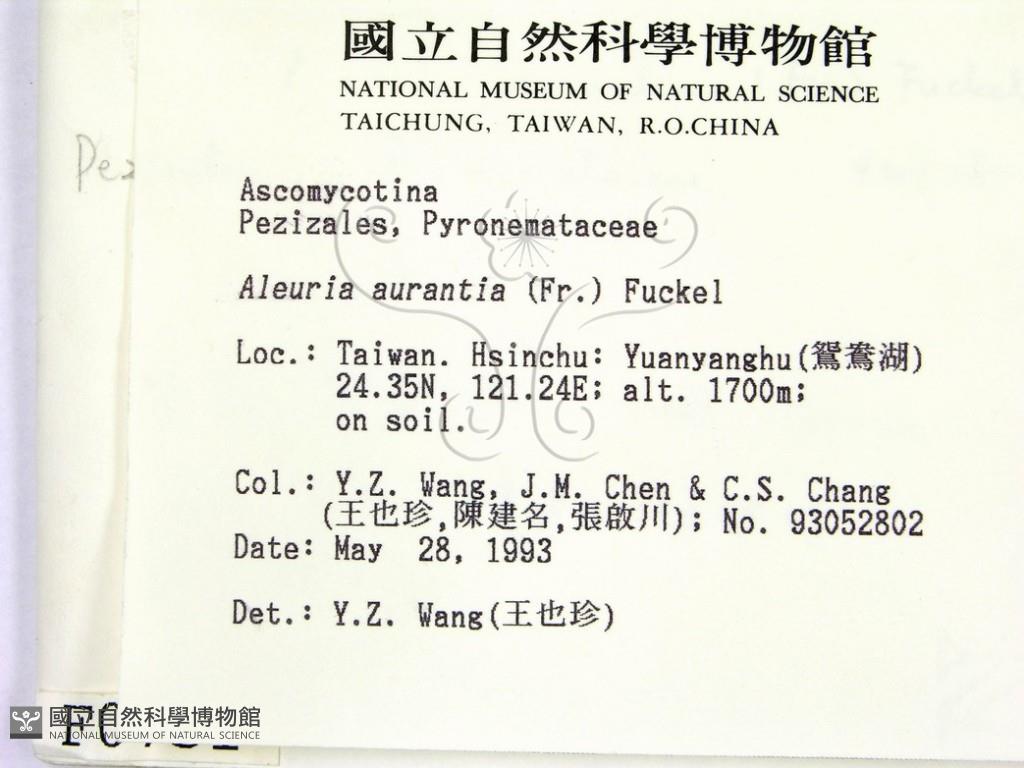 國立自然科學博物館
NATIONAL MUSEUM OF NATURAL SCIENCE
TAICHUNG, TAIWAN, R.O.CHINA
Fuckel
Pez
Ascomycotina
Pezizales, Pyronemataceae
Aleuria aurantia (Fr.) Fuckel
Loc.: Taiwan. Hsinchu: Yuanyanghu(鴛鴦湖)
24.35N, 121.24E; alt. 1700m;
on soil.
Col.: Y.Z. Wang, J.M. Chen & C.S. Chang
(王也珍,陳建名,張啟川); No. 93052802
Date: May 28, 1993
Det.: Y.Z. Wang(王也珍)
國立自然科學博物館
NATIONAL MUSEUM OF NATURAL SCIENCE